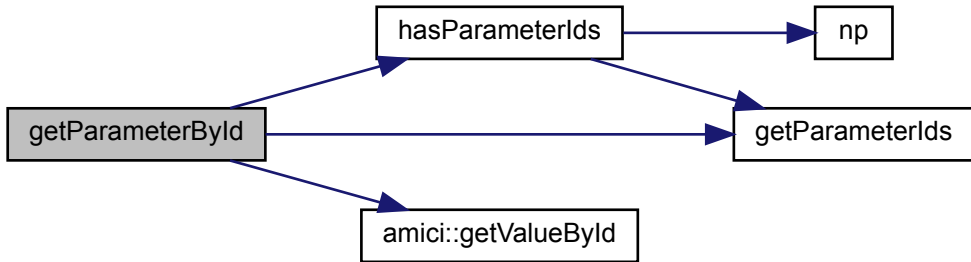 hasParameterIds
np
getParameterById
getParameterIds
amici::getValueById